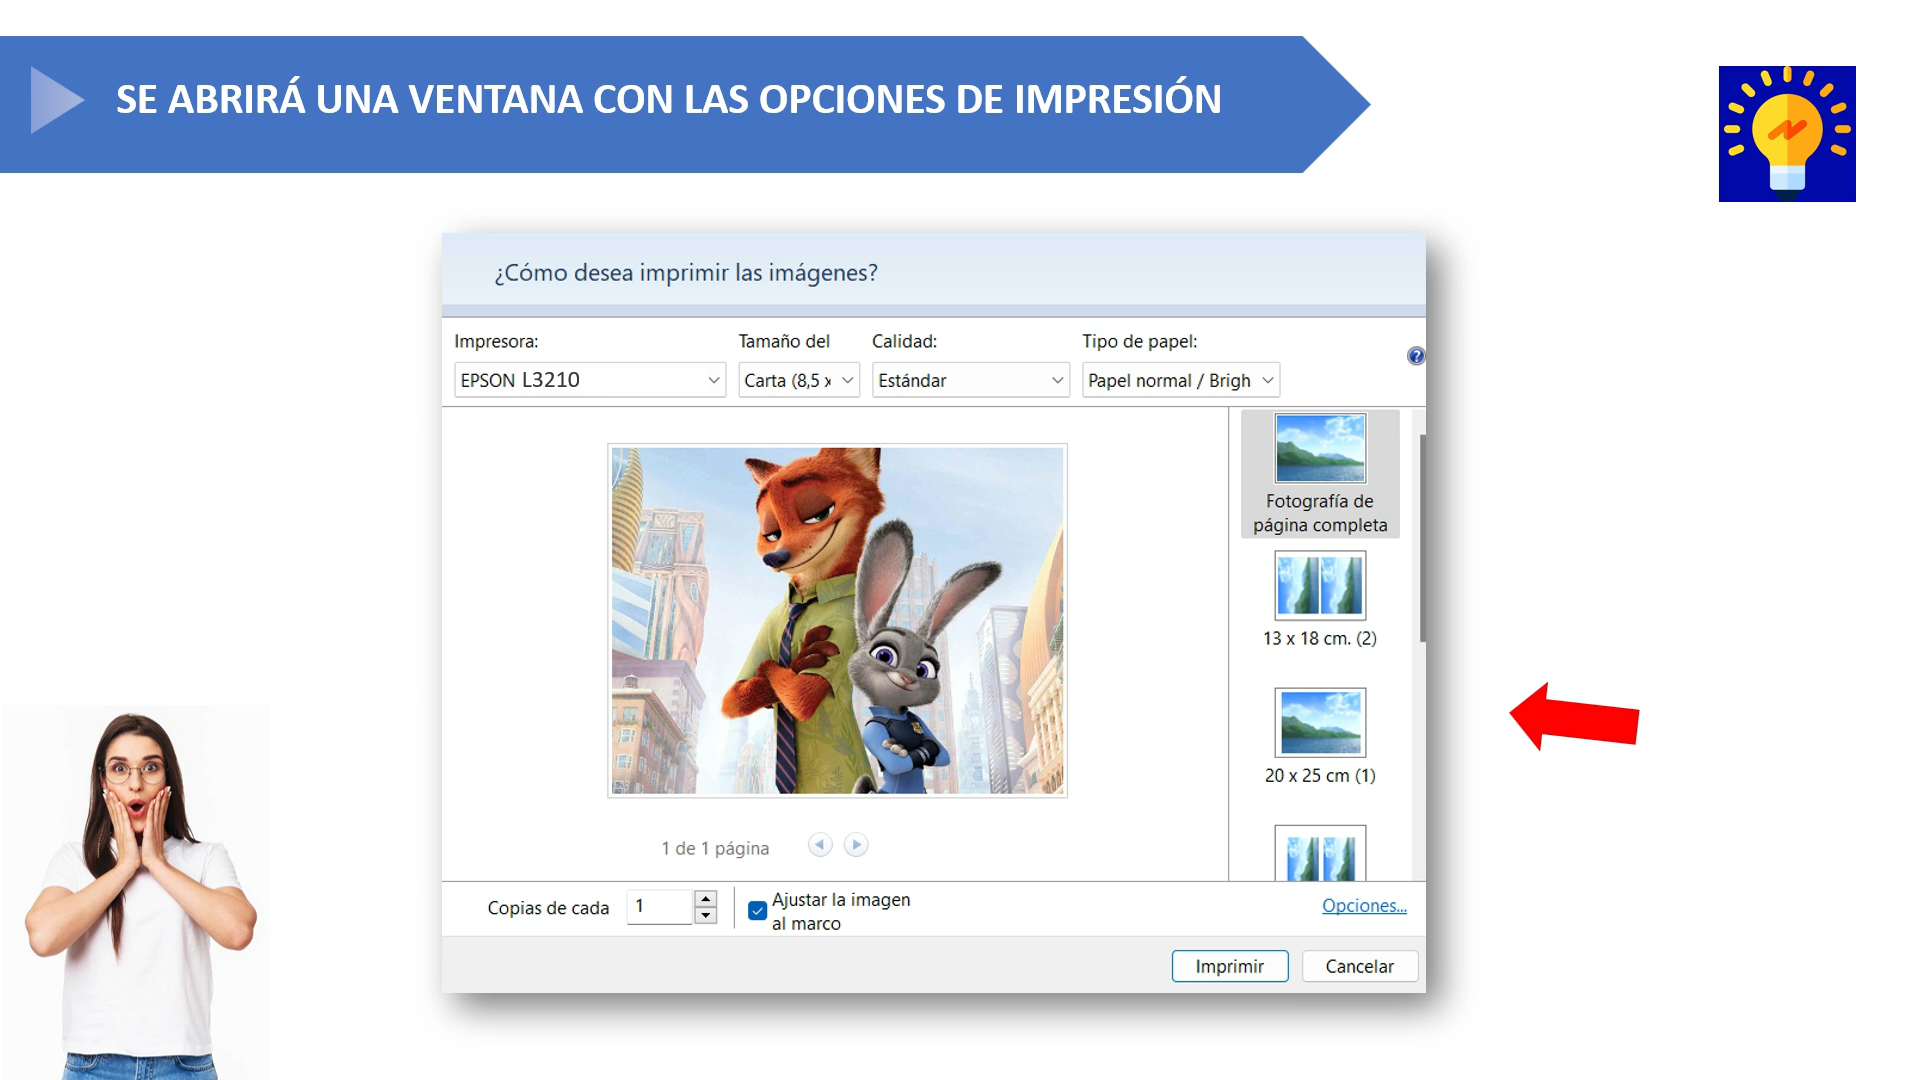 SE ABRIRÁ UNA VENTANA CON LAS OPCIONES DE IMPRESIÓN
¿Cómo desea imprimir las imágenes?
Impresora:
Tamaño del
Calidad:
Tipo de papel:
EPSON L3210
Carta (8,5 x
Estándar
Papel normal / Brigh
Fotografía de
página completa
13 x 18 cm. (2)
20 x 25 cm (1)
1 de 1 página
Copias de cada
1
Ajustar la imagen
al marco
Opciones...
Imprimir
Cancelar